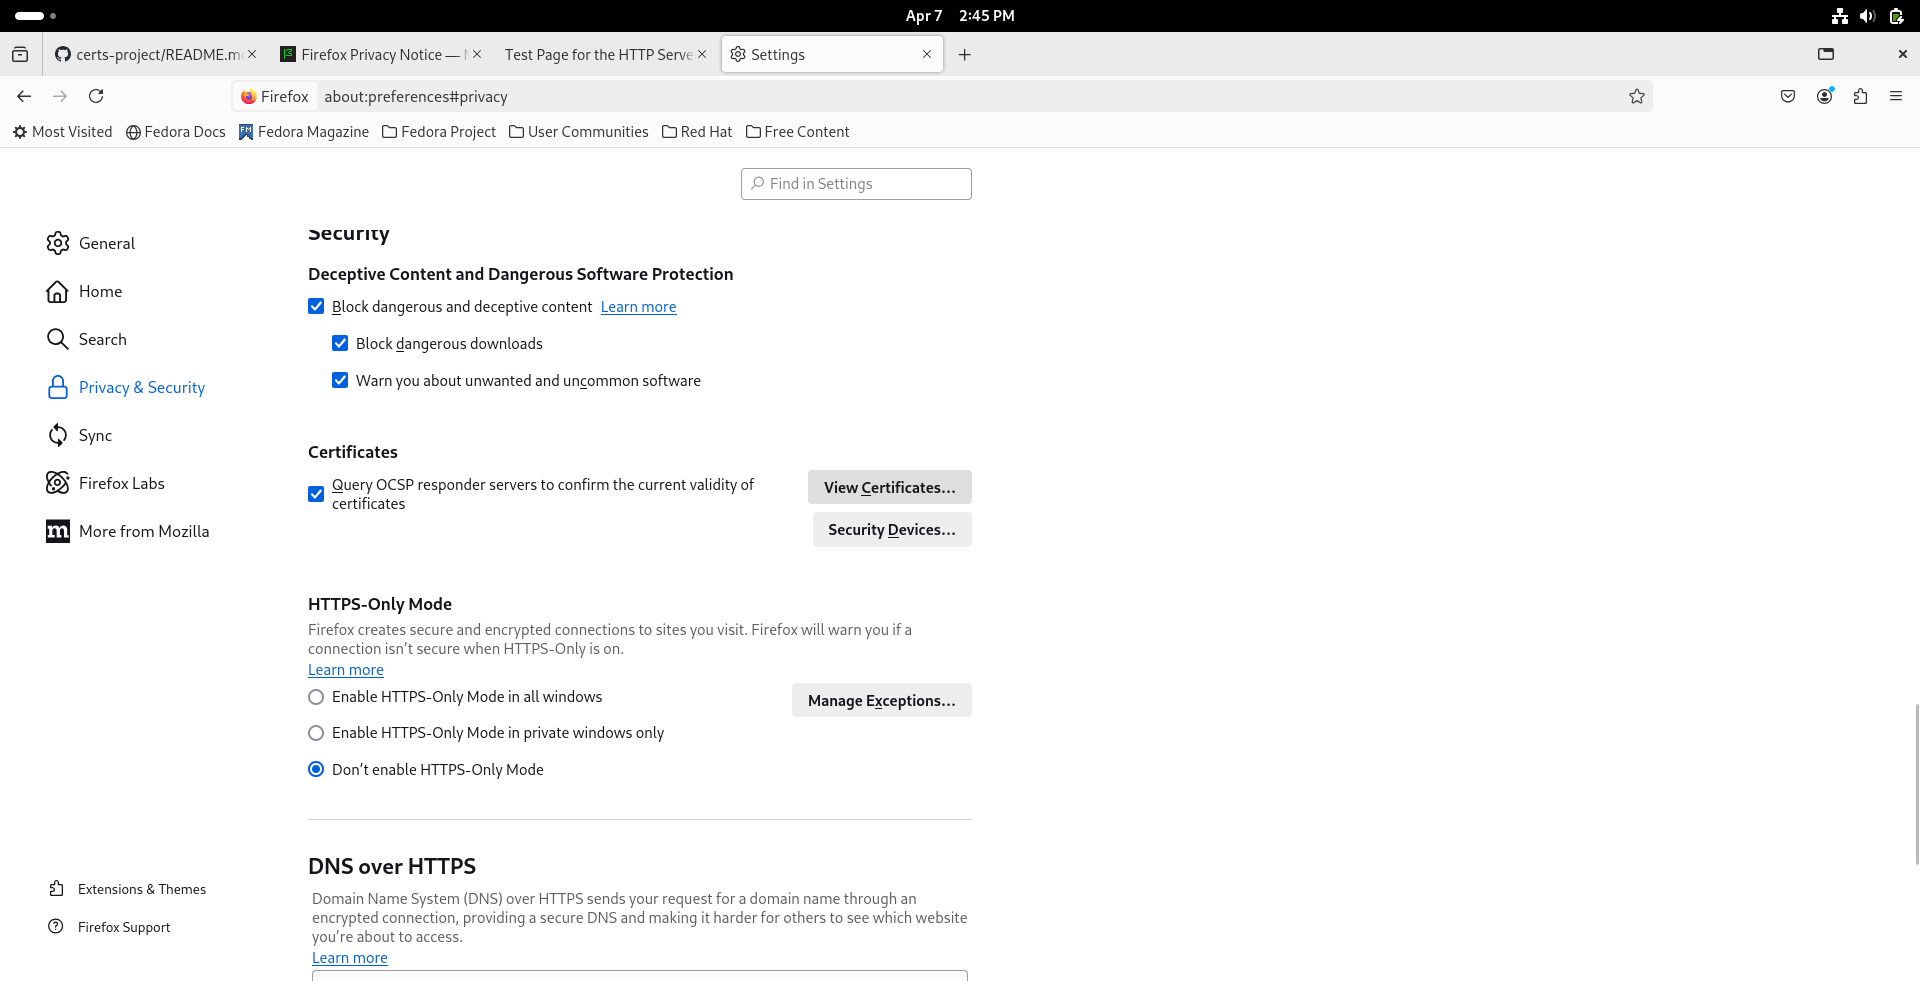 Apr 7 2:45 PM
certs-project/README.m
Firefox Privacy Notice —
Test Page for the HTTP Serve
Settings
Firefox
about:preferences#privacy
Most Visited
Fedora Docs
Fedora Magazine
Fedora Project
User Communities
Red Hat
Free Content
Find in Settings
General
Home
Search
Privacy & Security
Sync
Firefox Labs
More from Mozilla
Extensions & Themes
Firefox Support
Security
Deceptive Content and Dangerous Software Protection
Block dangerous and deceptive content Learn more
Block dangerous downloads
Warn you about unwanted and uncommon software
Certificates
Query OCSP responder servers to confirm the current validity of
certificates
View Certificates…
Security Devices…
HTTPS-Only Mode
Firefox creates secure and encrypted connections to sites you visit. Firefox will warn you if a
connection isn’t secure when HTTPS-Only is on.
Learn more
Enable HTTPS-Only Mode in all windows
Manage Exceptions…
Enable HTTPS-Only Mode in private windows only
Don’t enable HTTPS-Only Mode
DNS over HTTPS
Domain Name System (DNS) over HTTPS sends your request for a domain name through an
encrypted connection, providing a secure DNS and making it harder for others to see which website
you’re about to access.
Learn more